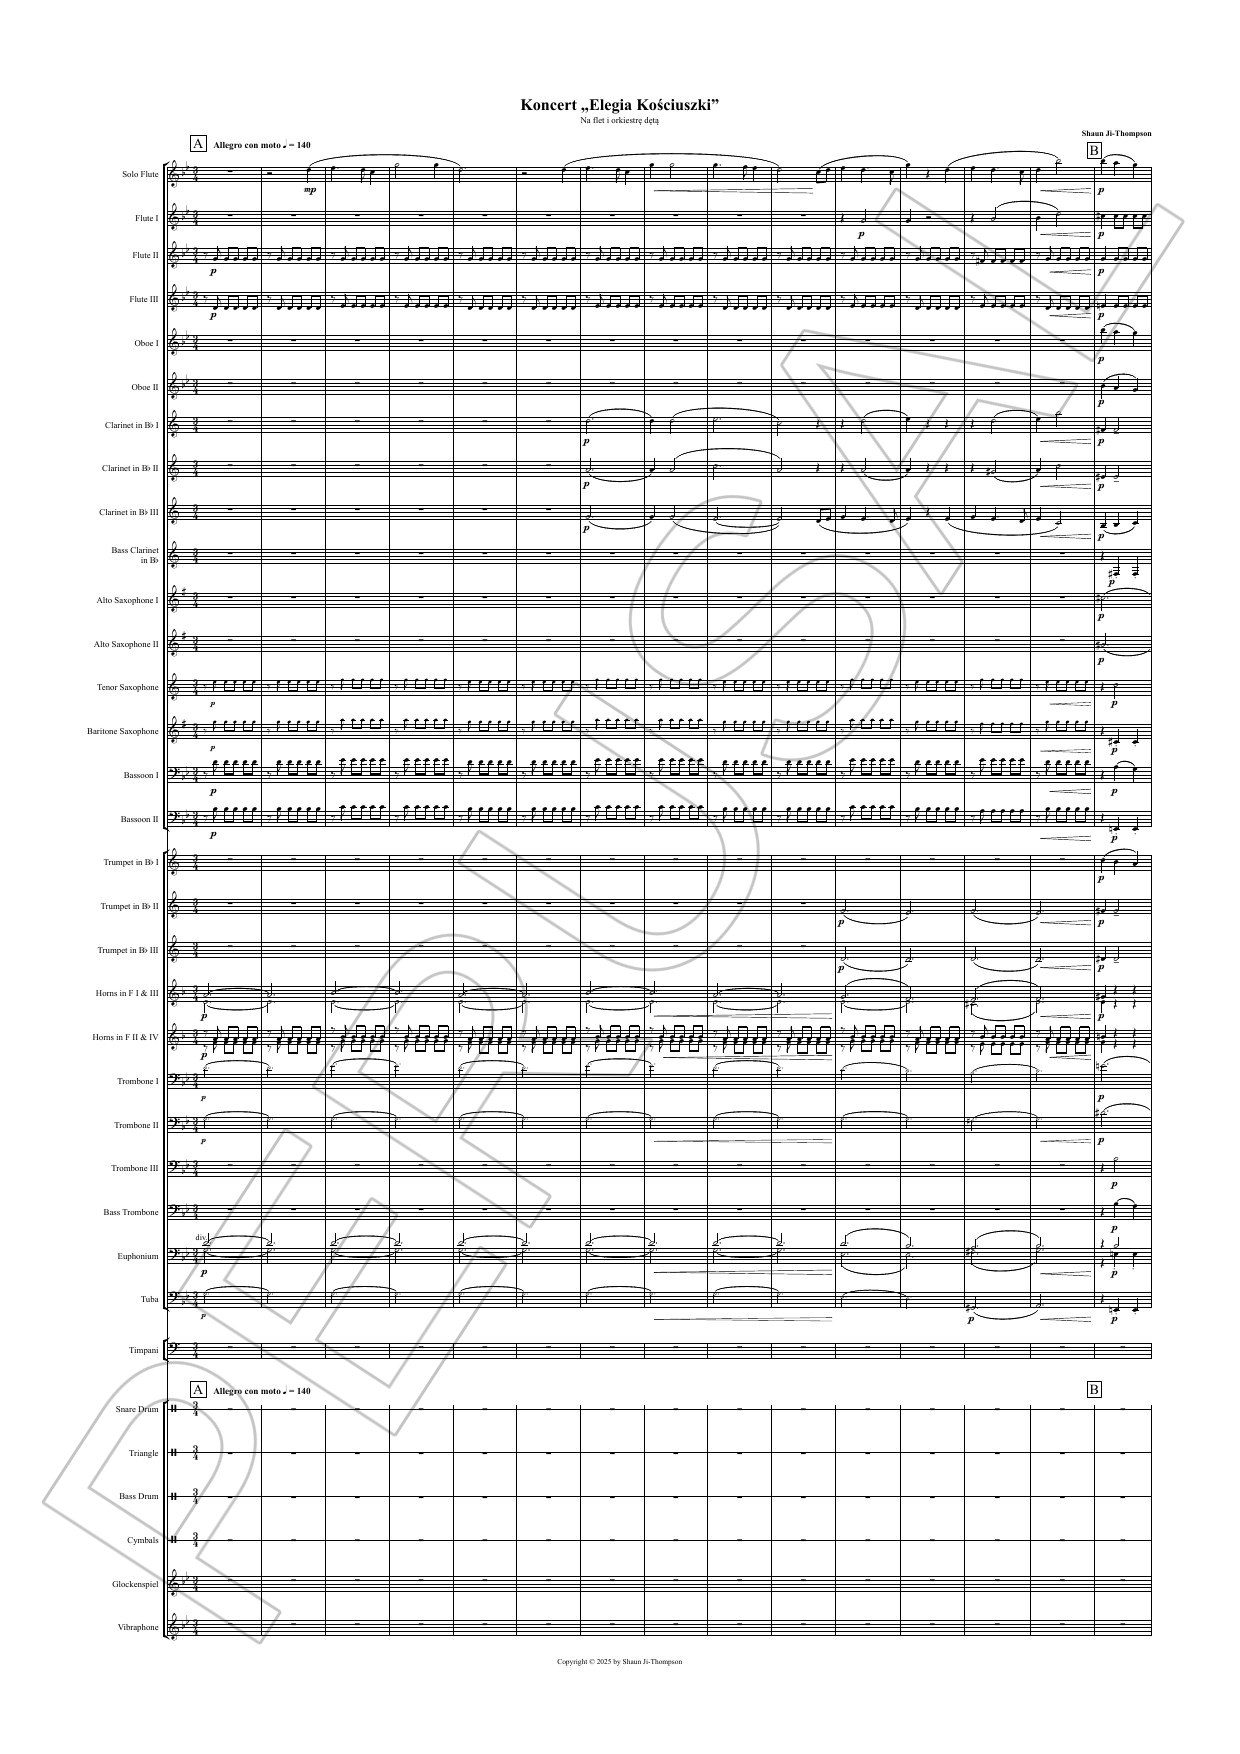 Koncert „Elegia Kościuszki”
Na flet i orkiestrę dętą
Shaun Ji-Thompson
A Allegro con moto ♩ = 140
B
Solo Flute
mp
p
Flute I
p
p
Flute II
p
p
Flute III
p
p
Oboe I
p
Oboe II
p
Clarinet in B♭ I
p
p
Clarinet in B♭ II
p
p
Clarinet in B♭ III
p
p
Bass Clarinet
in B♭
p
Alto Saxophone I
p
Alto Saxophone II
p
Tenor Saxophone
p
p
Baritone Saxophone
p
p
Bassoon I
p
p
Bassoon II
p
p
Trumpet in B♭ I
p
Trumpet in B♭ II
p
p
Trumpet in B♭ III
p
p
Horns in F I & III
p
Horns in F II & IV
p
Trombone I
p
p
Trombone II
p
p
Trombone III
p
Bass Trombone
p
div.
Euphonium
p
p
Tuba
p
p
p
Timpani
A Allegro con moto ♩ = 140
B
Snare Drum
Triangle
Bass Drum
Cymbals
Glockenspiel
Vibraphone
Copyright © 2025 by Shaun Ji-Thompson
PERUSAL